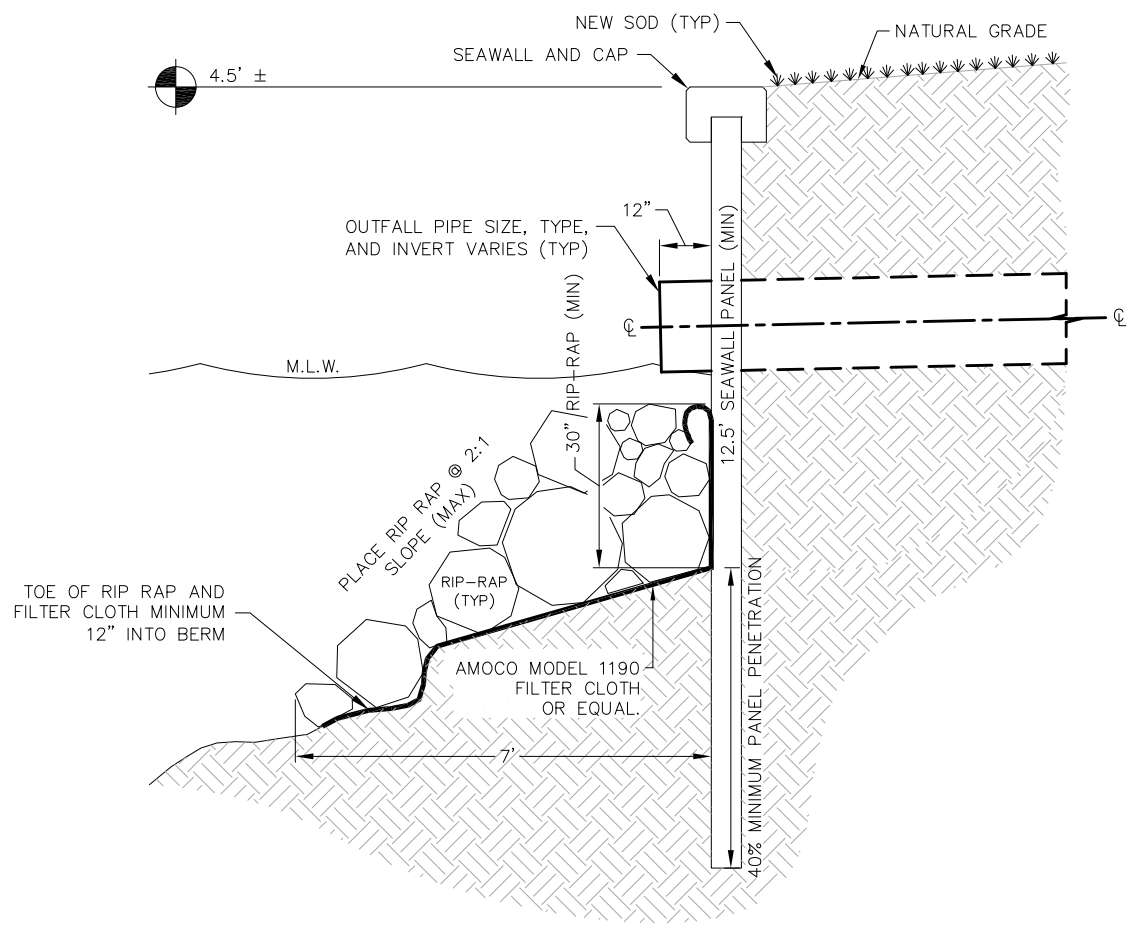 NEW SOD (TYP)
NATURAL GRADE
SEAWALL AND CAP
4.5' ±
12"
OUTFALL PIPE SIZE, TYPE,
AND INVERT VARIES (TYP)
12.5' SEAWALL PANEL (MIN)
℄
℄
M.L.W.
30" RIP-RAP (MIN)
PLACE RIP RAP @ 2:1
SLOPE (MAX)
RIP-RAP
(TYP)
TOE OF RIP RAP AND
FILTER CLOTH MINIMUM
12" INTO BERM
AMOCO MODEL 1190
FILTER CLOTH
OR EQUAL.
7'
40% MINIMUM PANEL PENETRATION